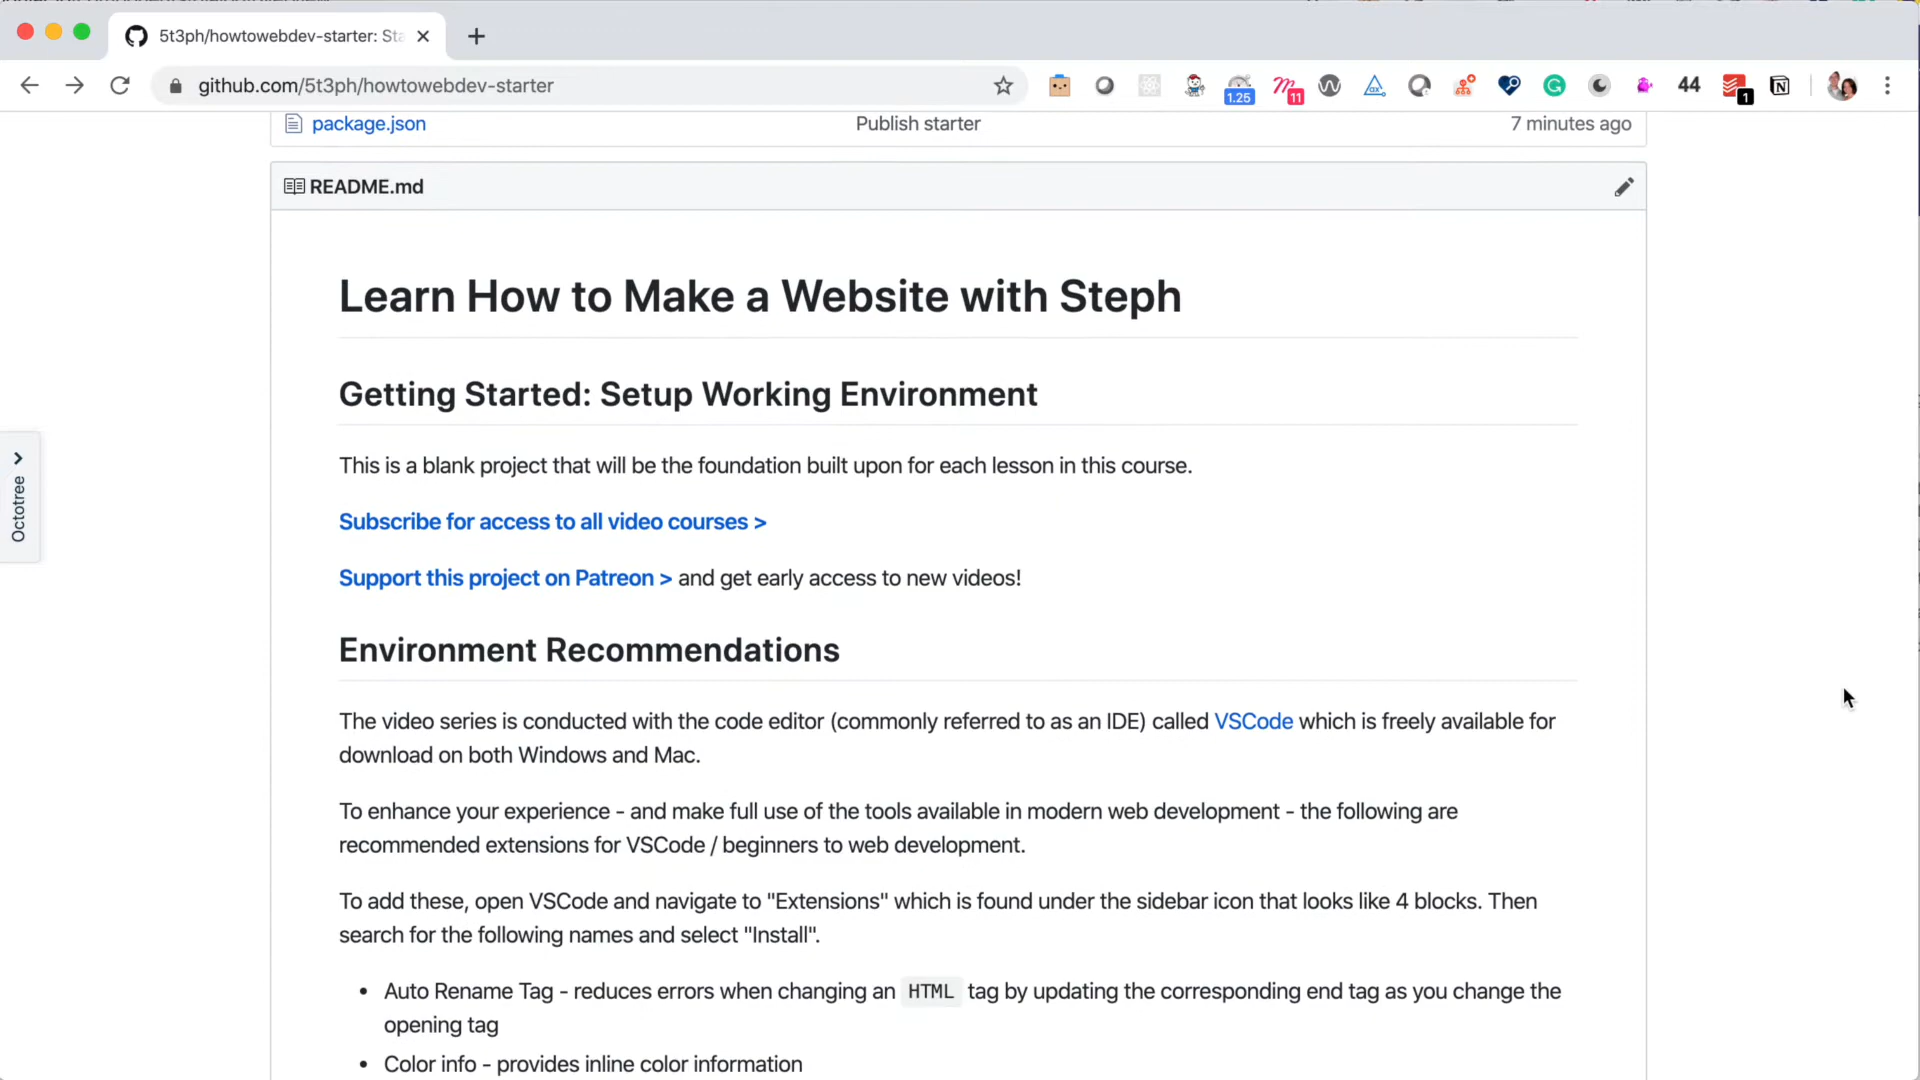 5t3ph/howtowebdev-starter: Sta
github.com/5t3ph/howtowebdev-starter
1.25
11
44
1
package.json
Publish starter
7 minutes ago
README.md
Learn How to Make a Website with Steph
Getting Started: Setup Working Environment
This is a blank project that will be the foundation built upon for each lesson in this course.
Subscribe for access to all video courses >
Support this project on Patreon > and get early access to new videos!
Octotree
Environment Recommendations
The video series is conducted with the code editor (commonly referred to as an IDE) called VSCode which is freely available for
download on both Windows and Mac.
To enhance your experience - and make full use of the tools available in modern web development - the following are
recommended extensions for VSCode / beginners to web development.
To add these, open VSCode and navigate to "Extensions" which is found under the sidebar icon that looks like 4 blocks. Then
search for the following names and select "Install".
• Auto Rename Tag - reduces errors when changing an HTML tag by updating the corresponding end tag as you change the
opening tag
• Color info - provides inline color information